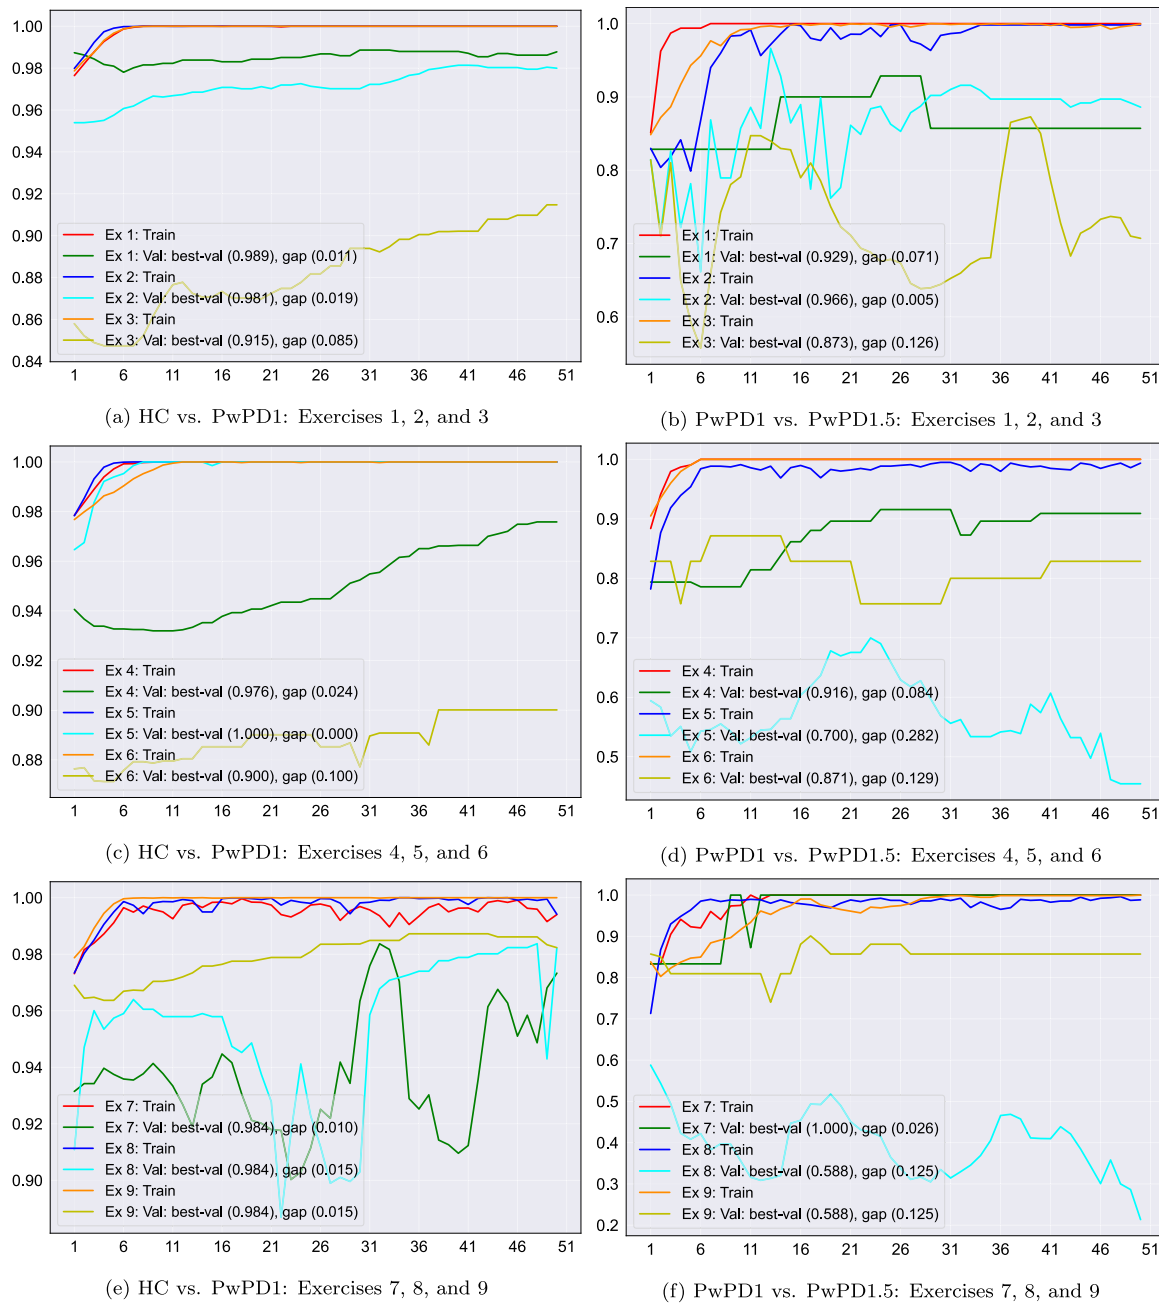 1.00
0.98
0.96
0.94
0.92
0.90
0.88
0.86
0.84
Ex 1: Train
Ex 1: Val: best-val (0.989), gap (0.011)
Ex 2: Train
Ex 2: Val: best-val (0.981), gap (0.019)
Ex 3: Train
Ex 3: Val: best-val (0.915), gap (0.085)
1 6 11 16 21 26 31 36 41 46 51
(a) HC vs. PwPD1: Exercises 1, 2, and 3
1.0
0.9
0.8
0.7
0.6
Ex 1: Train
Ex 1: Val: best-val (0.929), gap (0.071)
Ex 2: Train
Ex 2: Val: best-val (0.966), gap (0.005)
Ex 3: Train
Ex 3: Val: best-val (0.873), gap (0.126)
1 6 11 16 21 26 31 36 41 46 51
(b) PwPD1 vs. PwPD1.5: Exercises 1, 2, and 3
1.00
0.98
0.96
0.94
0.92
0.90
0.88
Ex 4: Train
Ex 4: Val: best-val (0.976), gap (0.024)
Ex 5: Train
Ex 5: Val: best-val (1.000), gap (0.000)
Ex 6: Train
Ex 6: Val: best-val (0.900), gap (0.100)
1 6 11 16 21 26 31 36 41 46 51
(c) HC vs. PwPD1: Exercises 4, 5, and 6
1.0
0.9
0.8
0.7
0.6
0.5
Ex 4: Train
Ex 4: Val: best-val (0.916), gap (0.084)
Ex 5: Train
Ex 5: Val: best-val (0.700), gap (0.282)
Ex 6: Train
Ex 6: Val: best-val (0.871), gap (0.129)
1 6 11 16 21 26 31 36 41 46 51
(d) PwPD1 vs. PwPD1.5: Exercises 4, 5, and 6
1.00
0.98
0.96
0.94
0.92
0.90
Ex 7: Train
Ex 7: Val: best-val (0.984), gap (0.010)
Ex 8: Train
Ex 8: Val: best-val (0.984), gap (0.015)
Ex 9: Train
Ex 9: Val: best-val (0.984), gap (0.015)
1 6 11 16 21 26 31 36 41 46 51
(e) HC vs. PwPD1: Exercises 7, 8, and 9
1.0
0.9
0.8
0.7
0.6
0.5
0.4
0.3
0.2
Ex 7: Train
Ex 7: Val: best-val (1.000), gap (0.026)
Ex 8: Train
Ex 8: Val: best-val (0.588), gap (0.125)
Ex 9: Train
Ex 9: Val: best-val (0.588), gap (0.125)
1 6 11 16 21 26 31 36 41 46 51
(f) PwPD1 vs. PwPD1.5: Exercises 7, 8, and 9